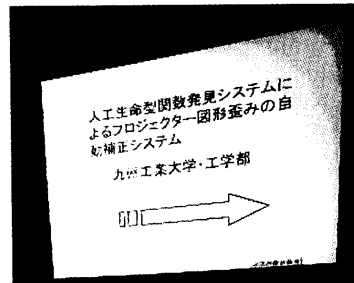 人工生命型関数発見システムに
よるプロジェクター図形歪みの自
動補正システム
九州工業大学・工学部